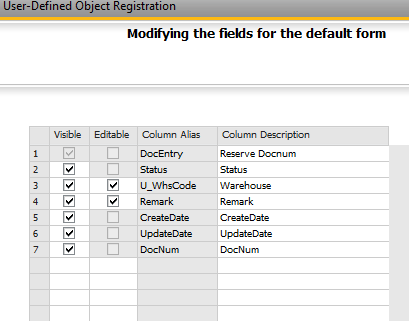 User-Defined Object Registration
Modifying the fields for the default form
Visible Editable Column Alias Column Description
1 DocEntry Reserve Docnum
2 Status Status
3 U_WhsCode Warehouse
4 Remark Remark
5 CreateDate CreateDate
6 UpdateDate UpdateDate
7 DocNum DocNum